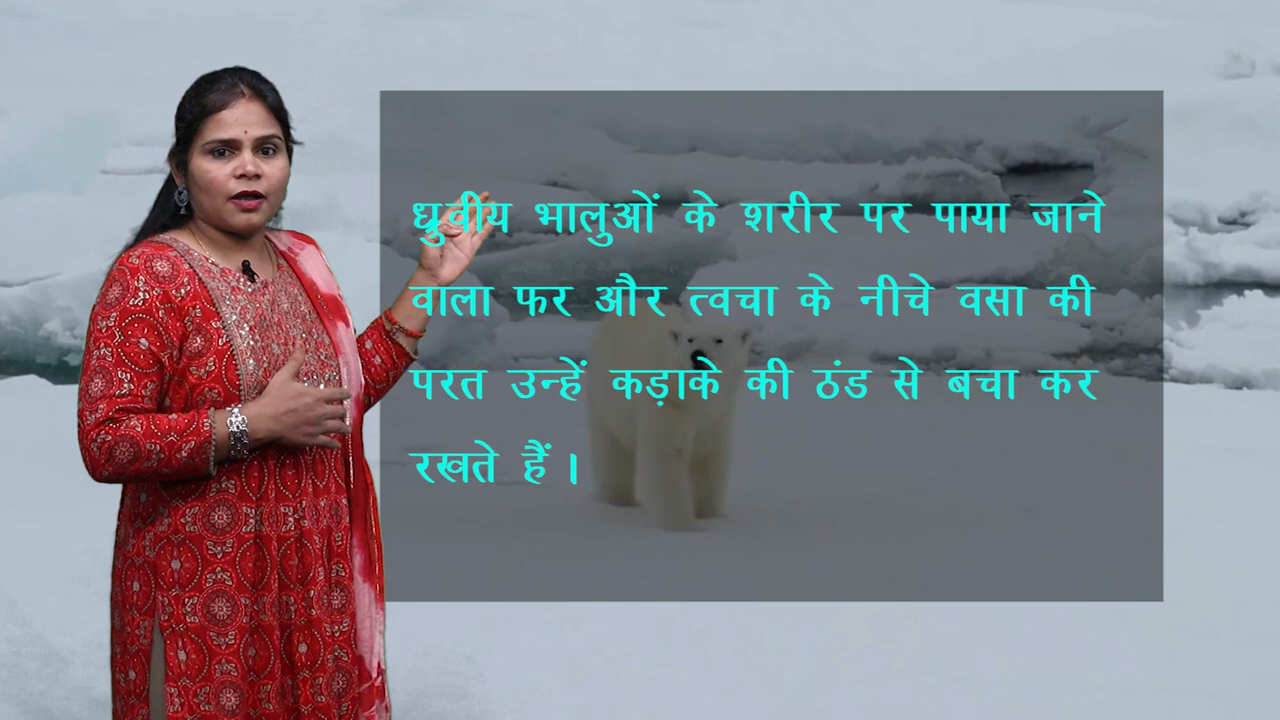 ध्रुवीय भालुओं के शरीर पर पाया जाने
वाला फर और त्वचा के नीचे वसा की
परत उन्हें कड़ाके की ठंड से बचा कर
रखते हैं।